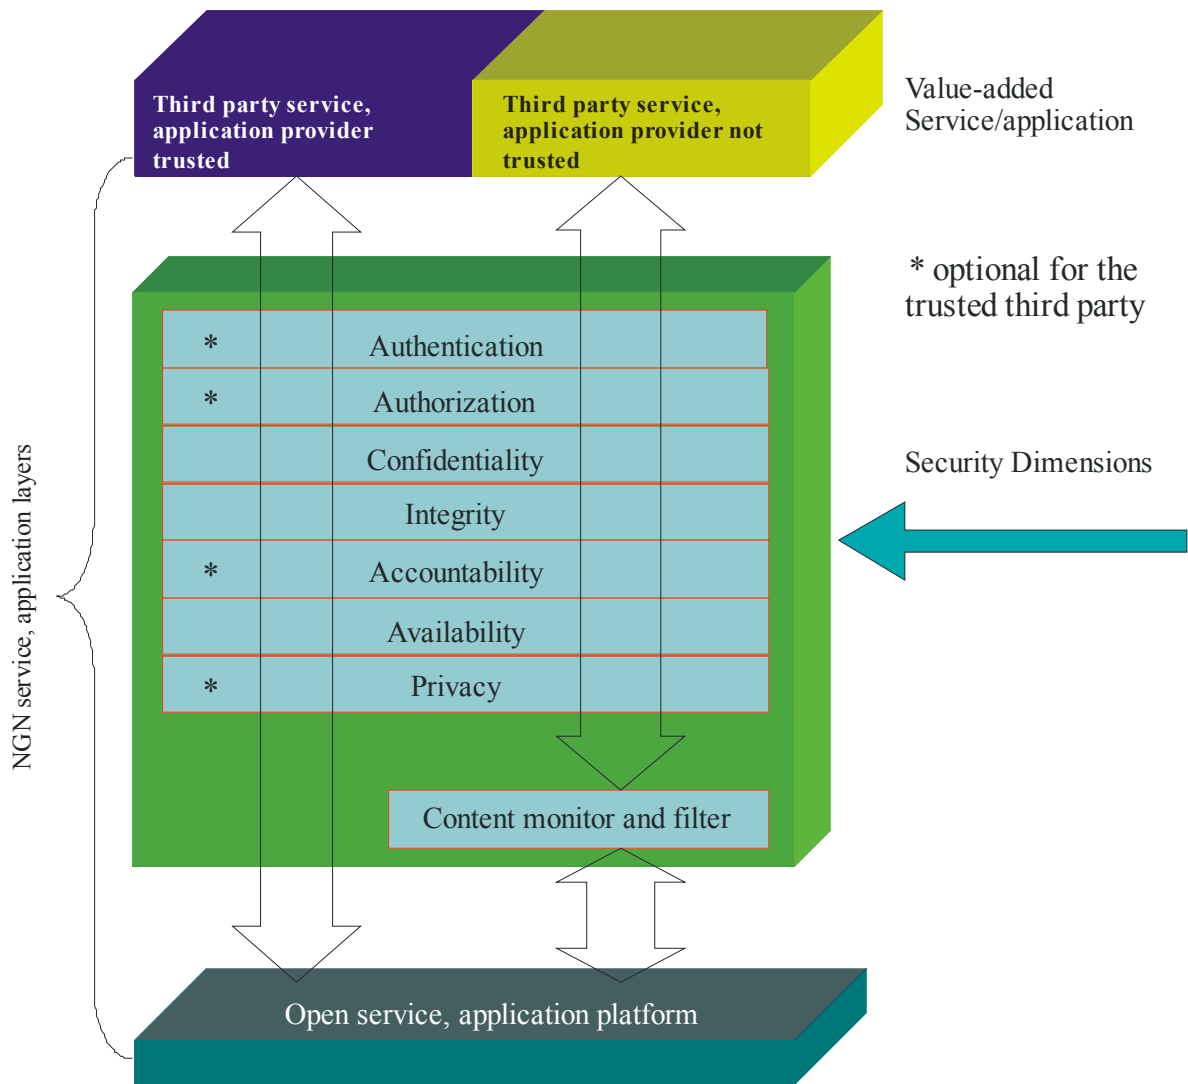 Third party service,
application provider
trusted
Third party service,
application provider not
trusted
Value-added
Service/application
* optional for the
trusted third party
* Authentication
* Authorization
Confidentiality
Integrity
* Accountability
Availability
* Privacy
Security Dimensions
NGN service, application layers
Content monitor and filter
Open service, application platform